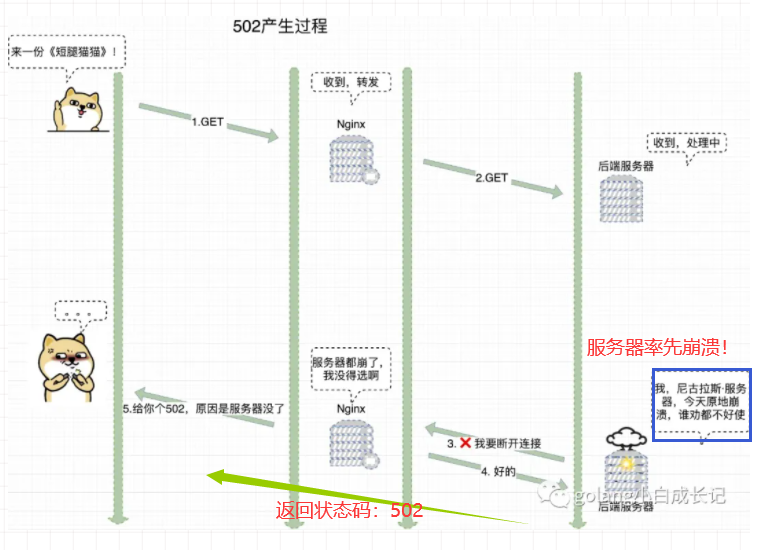 502产生过程
来一份《短腿猫猫》!
收到，转发
1.GET
Nginx
收到，处理中
2.GET
后端服务器
。。。
服务器率先崩溃!
服务器都崩了,
我没得选啊
我，尼古拉斯·服务
器，今天原地崩
溃，谁劝都不好使
5.给你个502，原因是服务器没了
Nginx
3. ❌ 我要断开连接
4. 好的
golang小白成长记
后端服务器
返回状态码：502